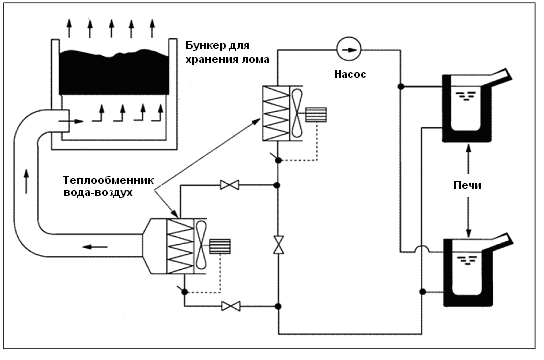 Бункер для
хранения лома
Насос
Теплообменник
вода-воздух
Печи